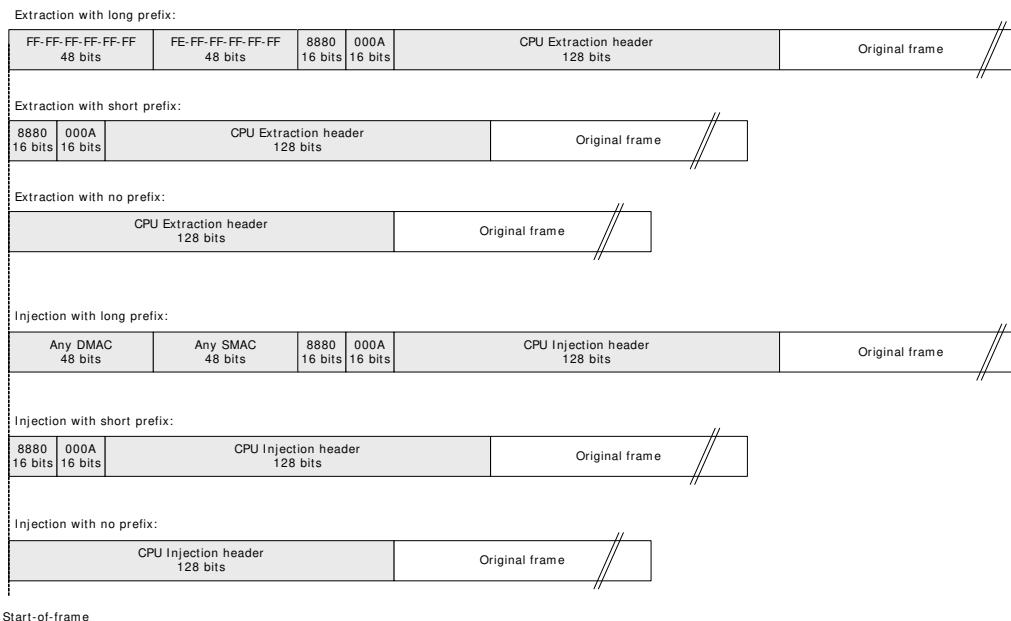 Extraction with long prefix:
FF-FF-FF-FF-FF-FF FE-FF-FF-FF-FF-FF 8880 000A CPU Extraction header Original frame
48 bits 48 bits 16 bits 16 bits 128 bits
Extraction with short prefix:
8880 000A CPU Extraction header Original frame
16 bits 16 bits 128 bits
Extraction with no prefix:
CPU Extraction header Original frame
128 bits
Injection with long prefix:
Any DMAC Any SMAC 8880 000A CPU Injection header Original frame
48 bits 48 bits 16 bits 16 bits 128 bits
Injection with short prefix:
8880 000A CPU Injection header Original frame
16 bits 16 bits 128 bits
Injection with no prefix:
CPU Injection header Original frame
128 bits
Start-of-frame